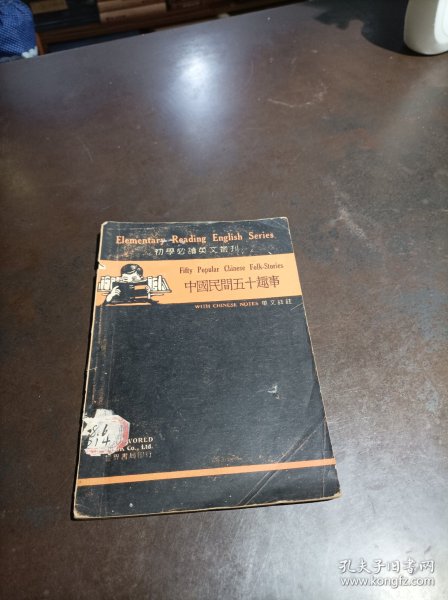 Elementary Reading English Series
初學必讀英文叢刊
Fifty Popular Chinese Folk-Stories
中國民間五十趣事
WITH CHINESE NOTES 華文詳註
WORLD
Co., Ltd.
世界書局印行
孔夫子旧书网
www.kongfz.com